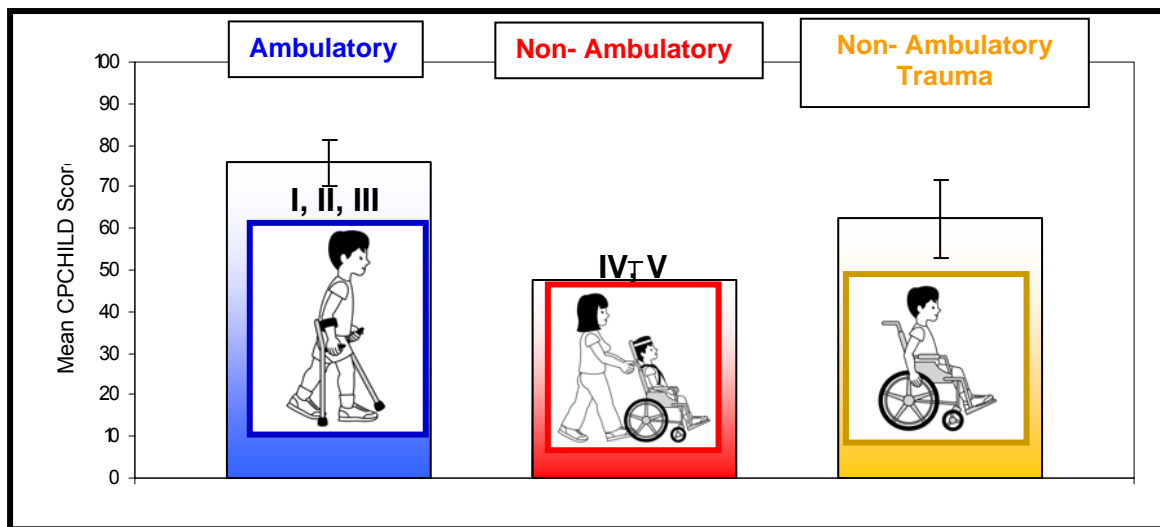 Ambulatory
Non- Ambulatory
Non- Ambulatory
Trauma
100
90
80
70
60
50
40
30
20
10
0
Mean CPCHILD Scor
I, II, III
IV, V